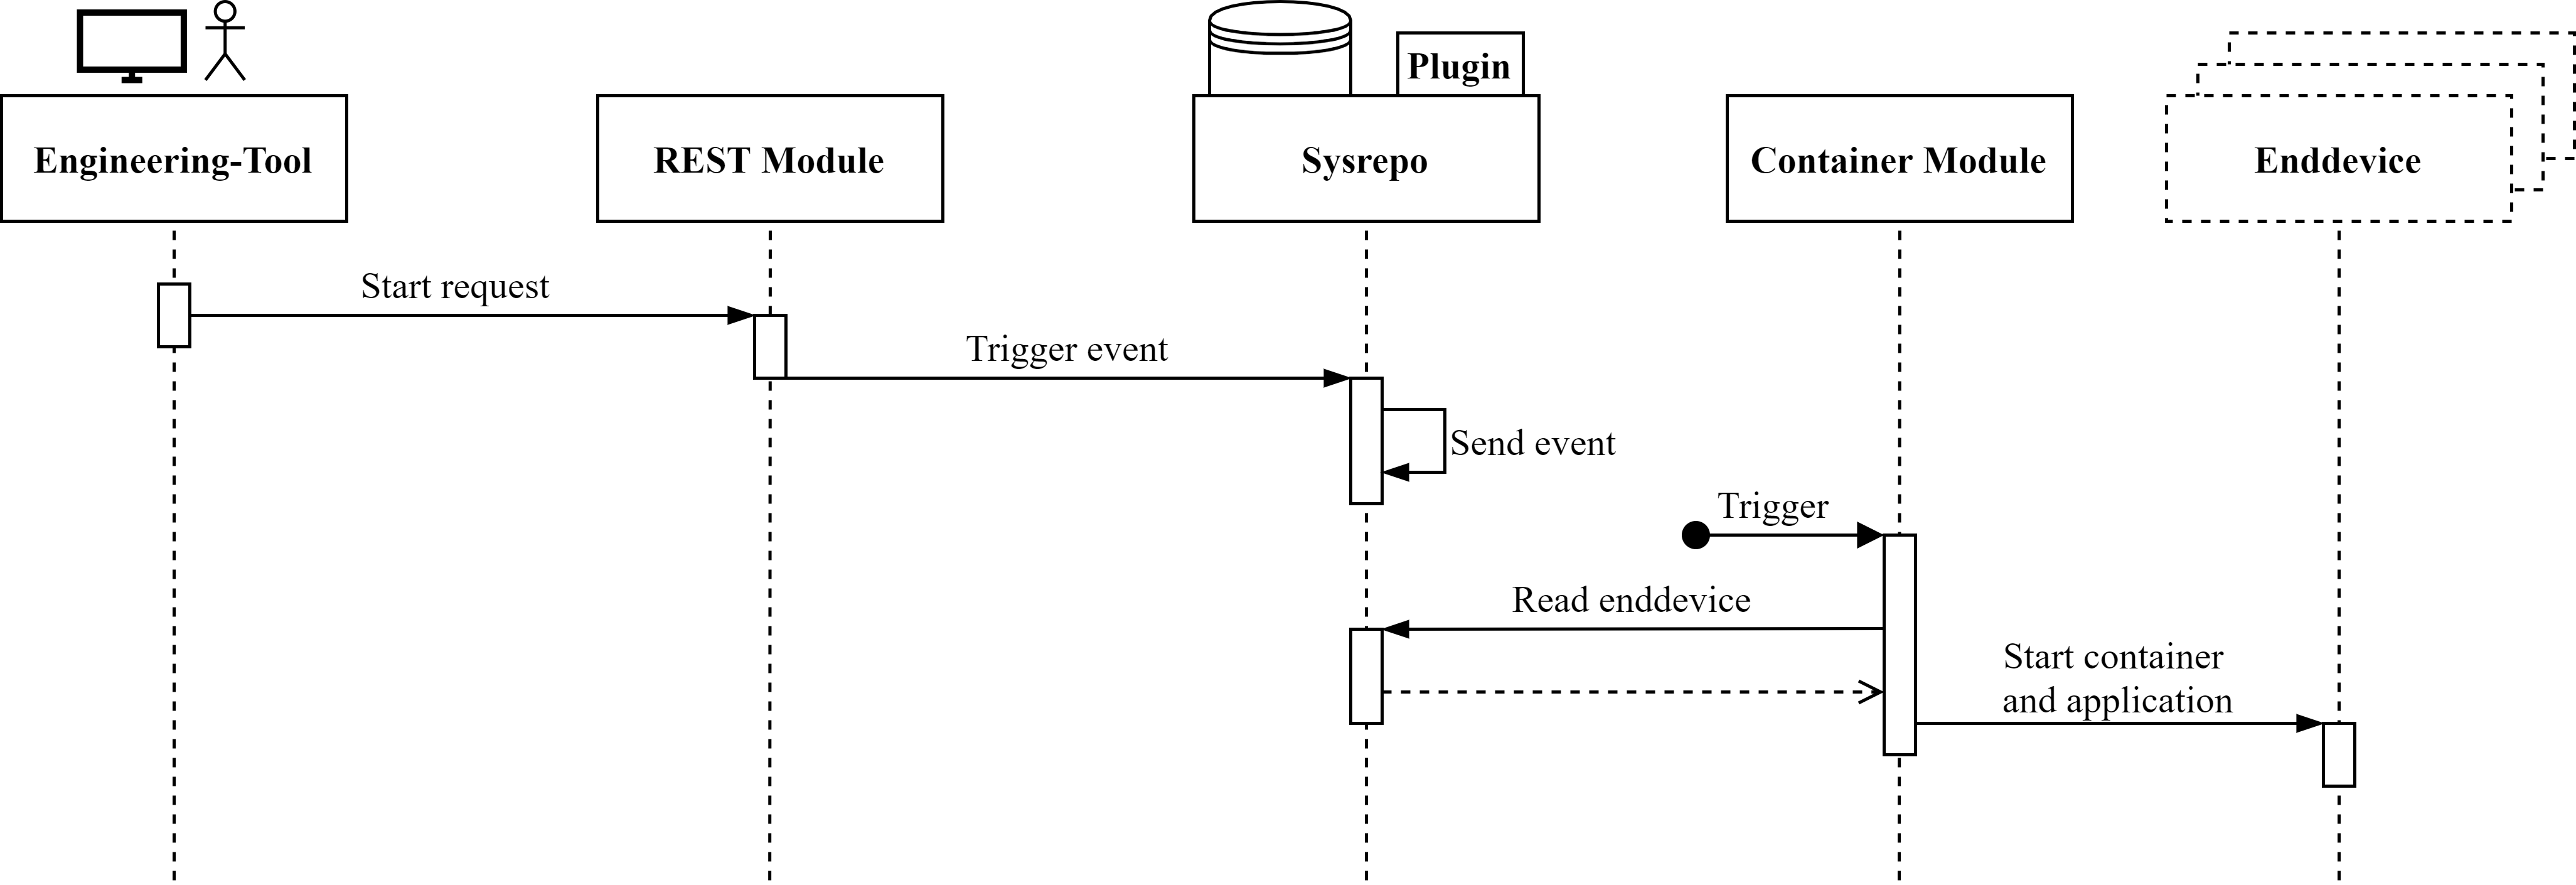 Plugin
Engineering-Tool
REST Module
Sysrepo
Container Module
Enddevice
Start request
Trigger event
Send event
Trigger
Read enddevice
Start container
and application